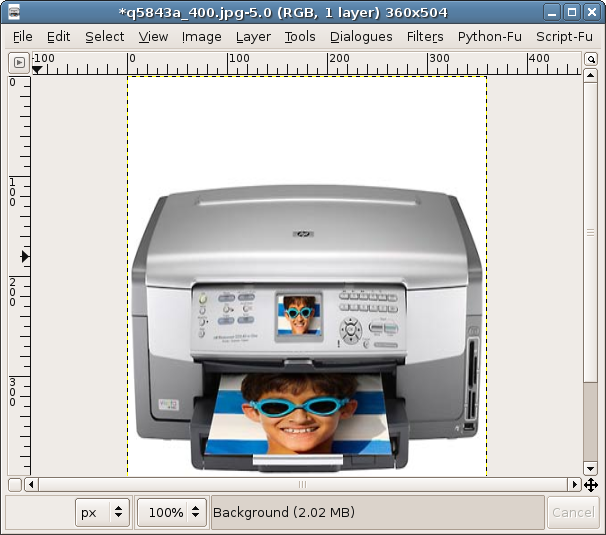 *q5843a_400.jpg-5.0 (RGB, 1 layer) 360x504
File Edit Select View Image Layer Tools Dialogues Filters Python-Fu Script-Fu
-100 0 100 200 300 400
0
100
200
300
hp
px 100% Background (2.02 MB) Cancel